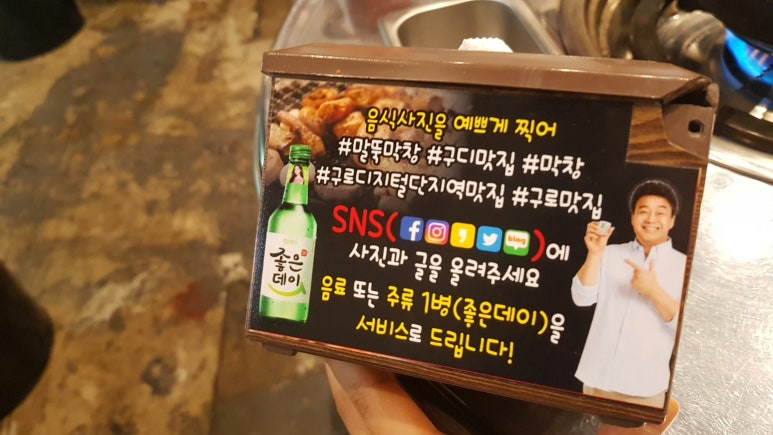 음식사진을 예쁘게 찍어
#말뚝막창 #구디맛집 #막창
#구로디지털단지역맛집 #구로맛집
SNS( f blog )에
사진과 글을 올려주세요
음료 또는 주류 1병(좋은데이)을
서비스로 드립니다!
좋은
데이